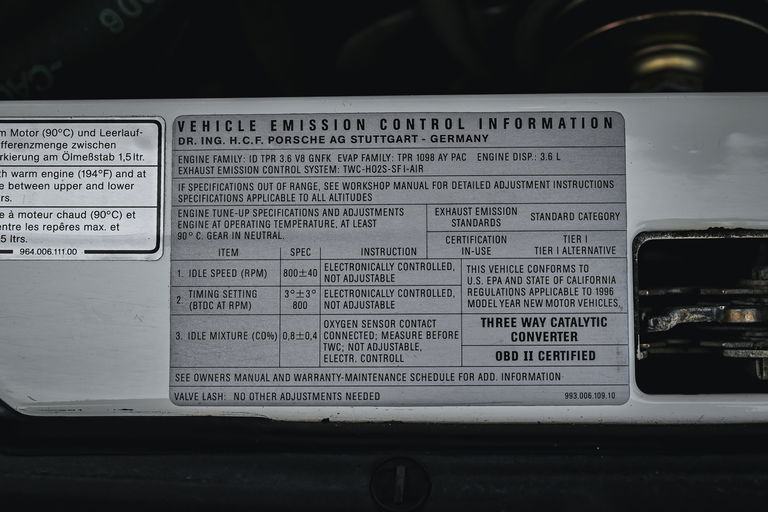 m Motor (90°C) und Leerlauf-
fferenzmenge zwischen
rkierung am Ölmeßstab 1,5 ltr.
th warm engine (194°F) and at
e between upper and lower
rs.
e à moteur chaud (90°C) et
entre les repères max. et
5 ltrs.
964.006.111.00
VEHICLE EMISSION CONTROL INFORMATION
DR. ING. H.C.F. PORSCHE AG STUTTGART - GERMANY
ENGINE FAMILY: ID TPR 3.6 V8 GNFK EVAP FAMILY: TPR 1098 AY PAC ENGINE DISP.: 3.6 L
EXHAUST EMISSION CONTROL SYSTEM: TWC-HO2S-SFI-AIR
IF SPECIFICATIONS OUT OF RANGE, SEE WORKSHOP MANUAL FOR DETAILED ADJUSTMENT INSTRUCTIONS
SPECIFICATIONS APPLICABLE TO ALL ALTITUDES
ENGINE TUNE-UP SPECIFICATIONS AND ADJUSTMENTS
ENGINE AT OPERATING TEMPERATURE, AT LEAST
90°C. GEAR IN NEUTRAL.
EXHAUST EMISSION
STANDARDS
STANDARD CATEGORY
CERTIFICATION
IN-USE
TIER I
TIER I ALTERNATIVE
ITEM
SPEC
INSTRUCTION
1. IDLE SPEED (RPM)
800±40
ELECTRONICALLY CONTROLLED,
NOT ADJUSTABLE
2. TIMING SETTING
(BTDC AT RPM)
3°±3°
800
ELECTRONICALLY CONTROLLED,
NOT ADJUSTABLE
3. IDLE MIXTURE (CO%)
0,8±0,4
OXYGEN SENSOR CONTACT
CONNECTED; MEASURE BEFORE
TWC; NOT ADJUSTABLE,
ELECTR. CONTROLL
THIS VEHICLE CONFORMS TO
U.S. EPA AND STATE OF CALIFORNIA
REGULATIONS APPLICABLE TO 1996
MODEL YEAR NEW MOTOR VEHICLES,
THREE WAY CATALYTIC
CONVERTER
OBD II CERTIFIED
SEE OWNERS MANUAL AND WARRANTY-MAINTENANCE SCHEDULE FOR ADD. INFORMATION
VALVE LASH: NO OTHER ADJUSTMENTS NEEDED
993.006.109.10